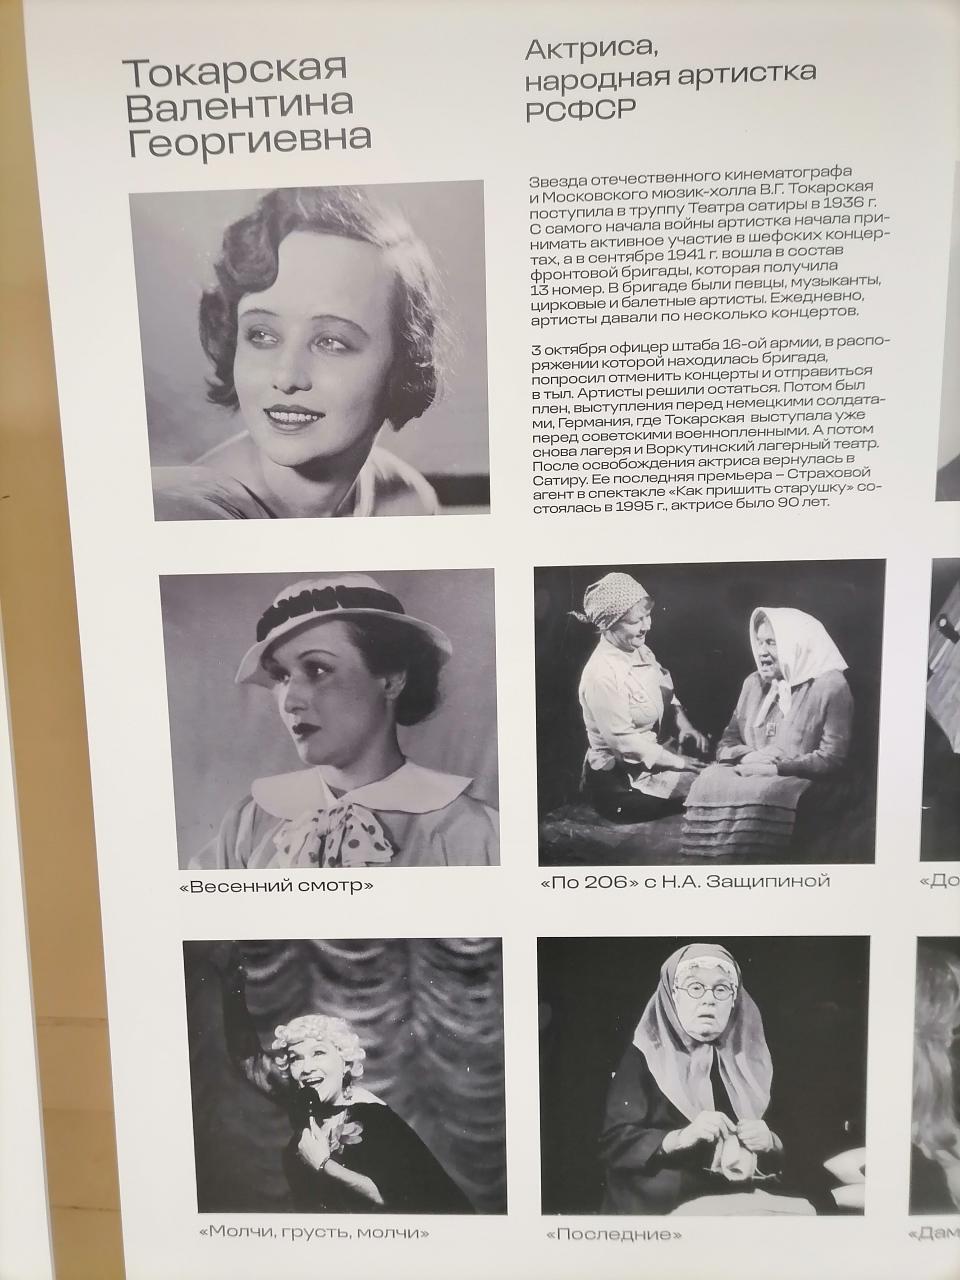 Токарская
Валентина
Георгиевна
Актриса,
народная артистка
РСФСР
Звезда отечественного кинематографа
и Московского мюзик-холла В.Г. Токарская
поступила в труппу Театра сатиры в 1936 г.
С самого начала войны артистка начала при-
нимать активное участие в шефских концер-
тах, а в сентябре 1941 г. вошла в состав
фронтовой бригады, которая получила
13 номер. В бригаде были певцы, музыканты,
цирковые и балетные артисты. Ежедневно,
артисты давали по несколько концертов.
3 октября офицер штаба 16-ой армии, в распо-
ряжении которой находилась бригада,
попросил отменить концерты и отправиться
в тыл. Артисты решили остаться. Потом был
плен, выступления перед немецкими солдата-
ми, Германия, где Токарская выступала уже
перед советскими военнопленными. А потом
снова лагеря и Воркутинский лагерный театр.
После освобождения актриса вернулась в
Сатиру. Ее последняя премьера – Страховой
агент в спектакле «Как пришить старушку» со-
стоялась в 1995 г., актрисе было 90 лет.
«Весенний смотр»
«По 206» с Н.А. Защипиной
«До
«Молчи, грусть, молчи»
«Последние»
«Дам